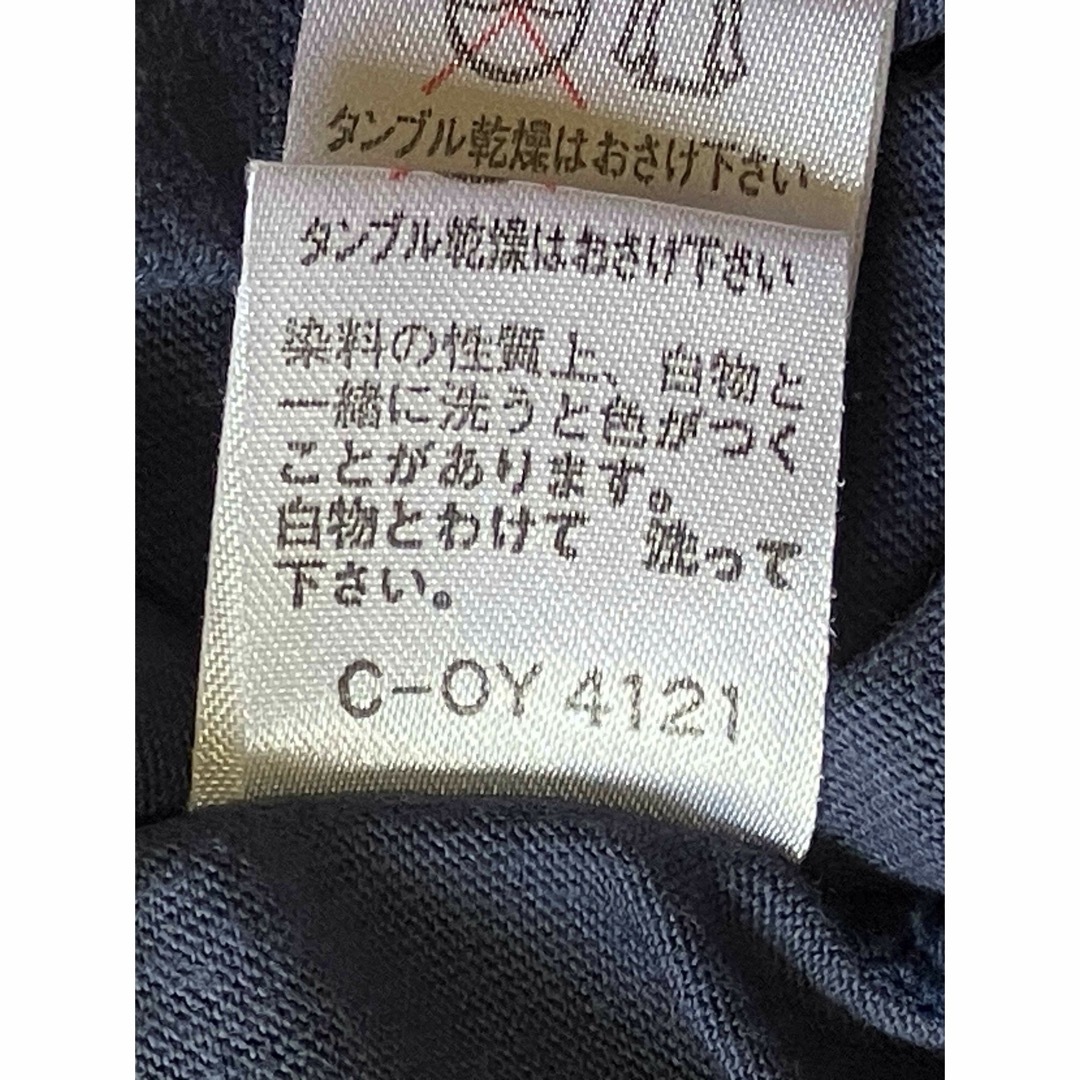 タンブル乾燥はおさけ下さい
タンブル乾燥はおさけ下さい
染料の性質上、白物と
一緒に洗うと色がつく
ことがあります。
白物とわけて 洗って
下さい。
C-OY 4121